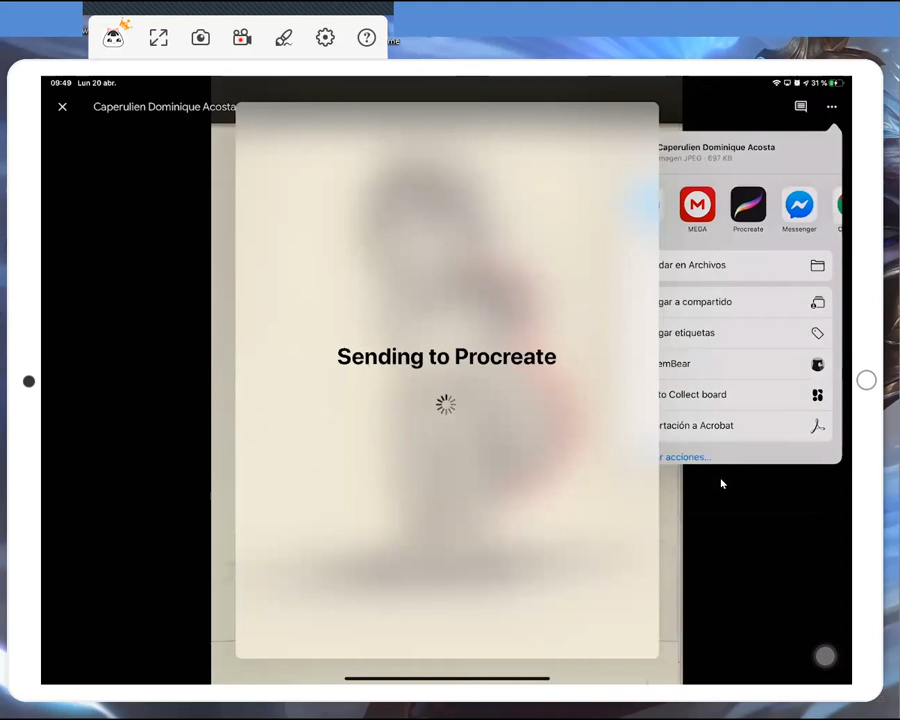 09:49 Lun 20 abr.
31 %
Caperulien Dominique Acosta
Caperulien Dominique Acosta
magen JPEG · 697 KB
MEGA
Procreate
Messenger
dar en Archivos
gar a compartido
gar etiquetas
emBear
to Collect board
rtación a Acrobat
r acciones...
Sending to Procreate